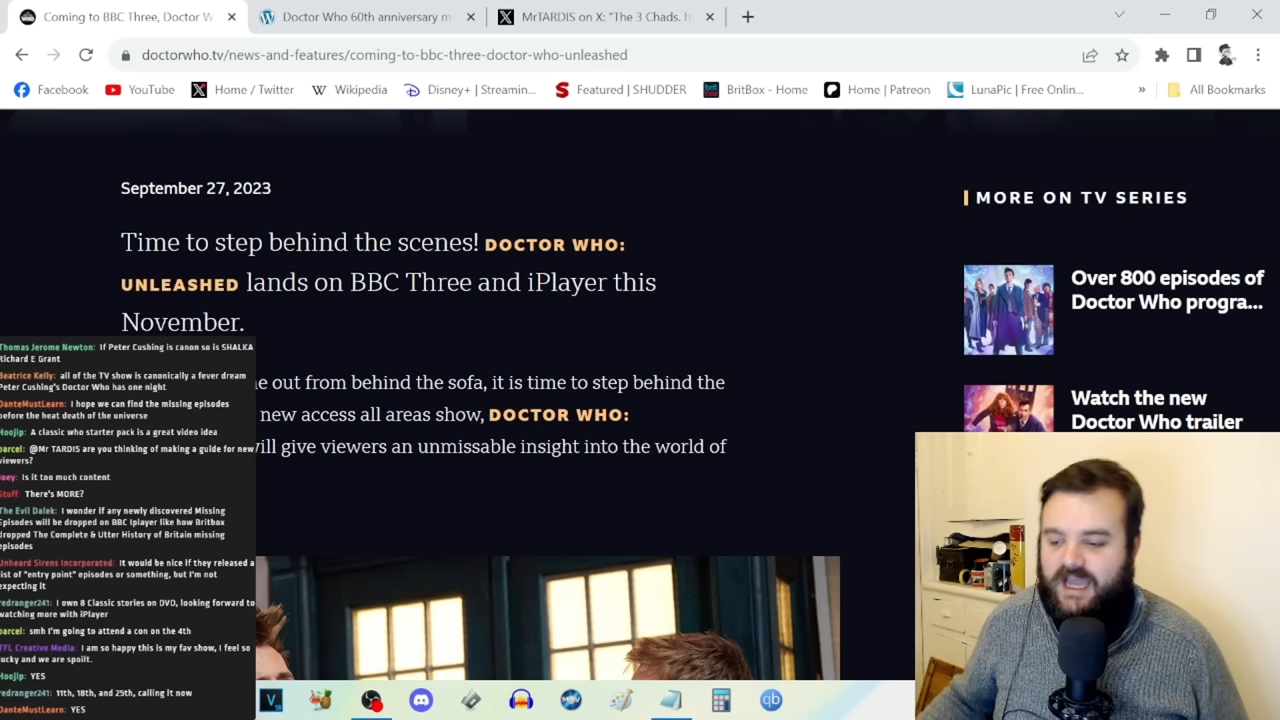 Coming to BBC Three, Doctor W
Doctor Who 60th anniversary m
MrTARDIS on X: "The 3 Chads. h
doctorwho.tv/news-and-features/coming-to-bbc-three-doctor-who-unleashed
Facebook
YouTube
Home / Twitter
Wikipedia
Disney+ | Streamin...
Featured | SHUDDER
BritBox - Home
Home | Patreon
LunaPic | Free Onlin...
»
All Bookmarks
September 27, 2023
Time to step behind the scenes! DOCTOR WHO:
UNLEASHED lands on BBC Three and iPlayer this
November.
e out from behind the sofa, it is time to step behind the
new access all areas show, DOCTOR WHO:
will give viewers an unmissable insight into the world of
MORE ON TV SERIES
Over 800 episodes of
Doctor Who progra...
Watch the new
Doctor Who trailer
Thomas Jerome Newton: If Peter Cushing is canon so is SHALKA
Richard E Grant
Beatrice Kelly: all of the TV show is canonically a fever dream
Peter Cushing's Doctor Who has one night
DanteMustLearn: I hope we can find the missing episodes
before the heat death of the universe
Hoojip: A classic who starter pack is a great video idea
parcel: @Mr TARDIS are you thinking of making a guide for new
viewers?
Joey: Is it too much content
Stuff: There's MORE?
The Evil Dalek: I wonder if any newly discovered Missing
Episodes will be dropped on BBC Iplayer like how Britbox
dropped The Complete & Utter History of Britain missing
episodes
Unheard Sirens Incorporated: It would be nice if they released a
list of "entry point" episodes or something, but I'm not
expecting it
redranger241: I own 8 Classic stories on DVD, looking forward to
watching more with iPlayer
parcel: smh I'm going to attend a con on the 4th
TFL Creative Media: I am so happy this is my fav show, I feel so
lucky and we are spoilt.
Hoojip: YES
redranger241: 11th, 18th, and 25th, calling it now
DanteMustLearn: YES